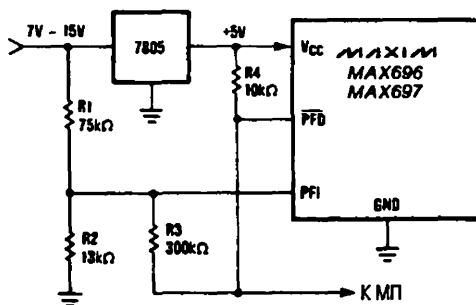 7V - 15V
7805
+5V
VCC
MAXIM
MAX696
MAX697
R4
10kΩ
R1
75kΩ
PFD
PFI
GND
R2
13kΩ
R3
300kΩ
К МП